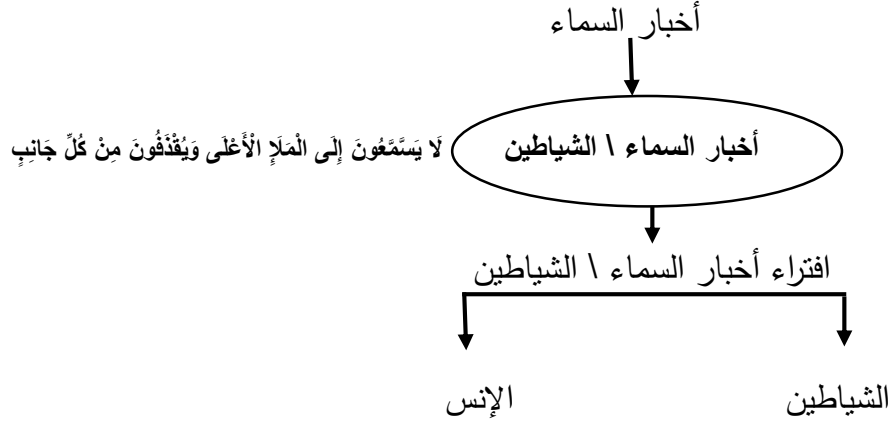 أخبار السماء
أخبار السماء \ الشياطين
لَا يَسَّمَّعُونَ إِلَى الْمَلَإِ الْأَعْلَى وَيُقْذَفُونَ مِنْ كُلِّ جَانِبٍ
افتراء أخبار السماء \ الشياطين
الشياطين
الإنس